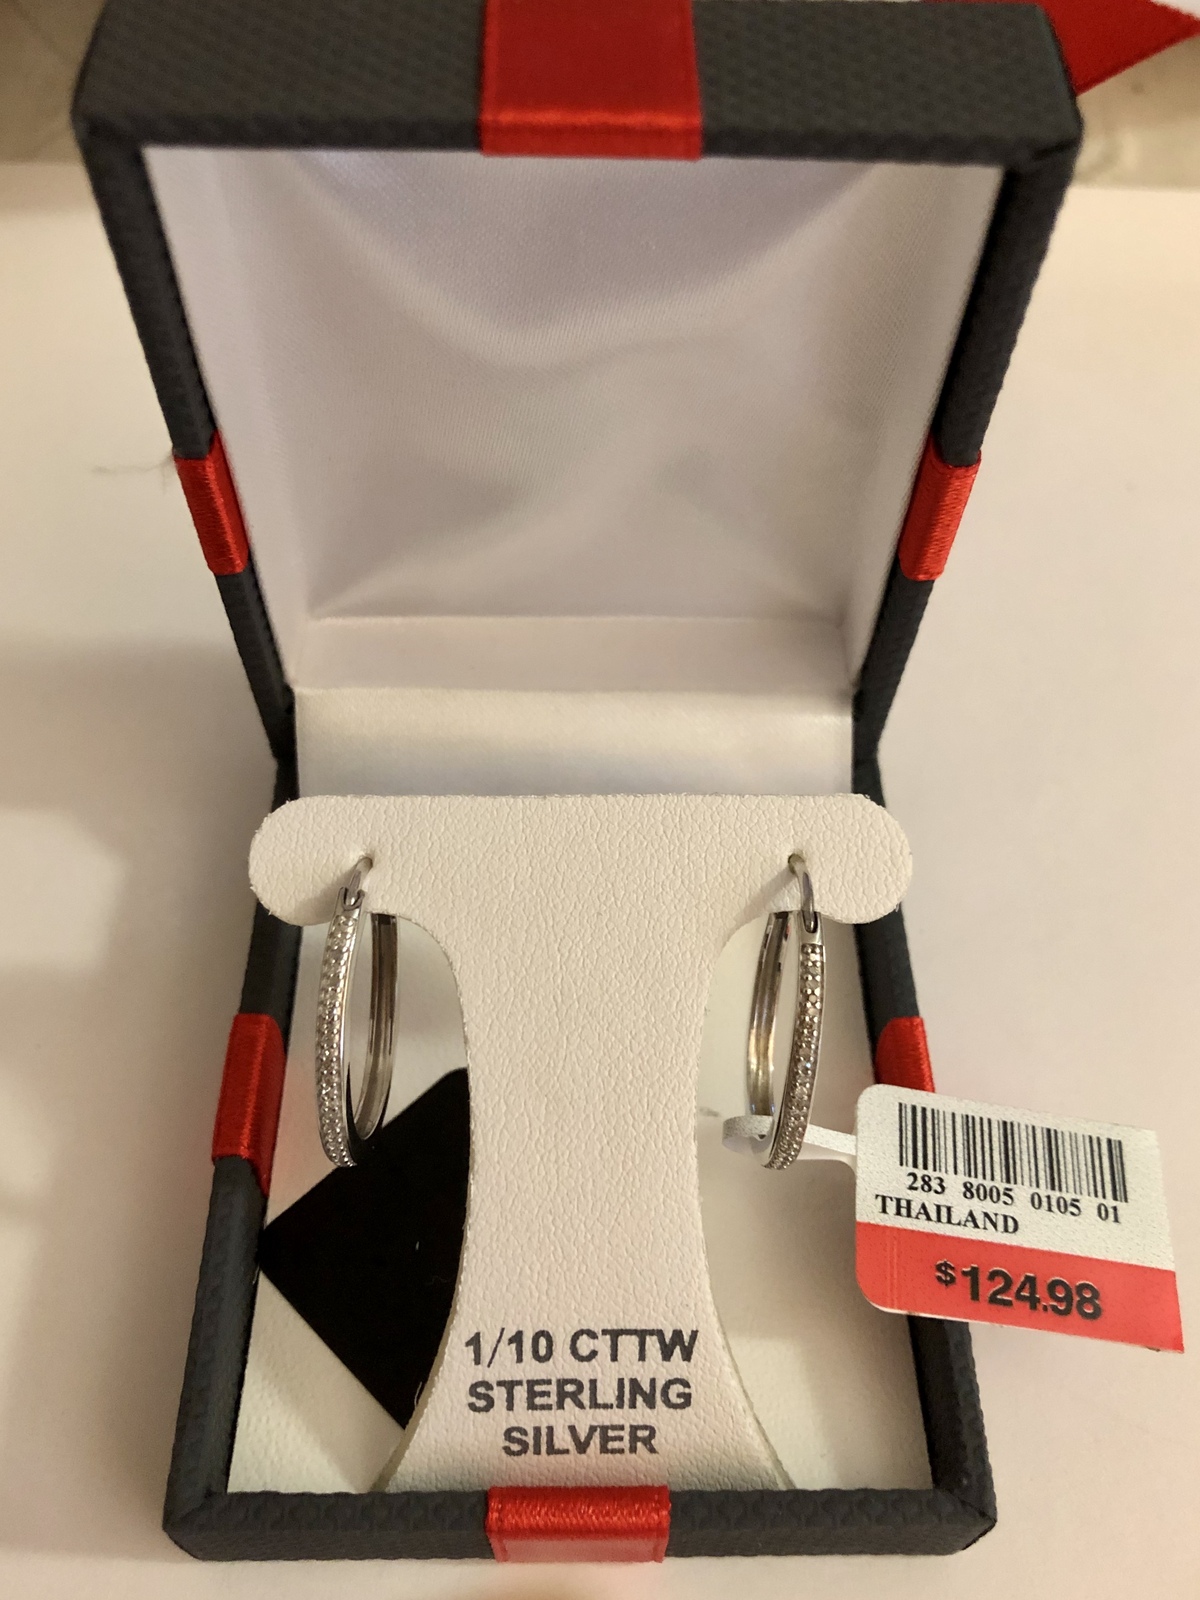 283 8005 0105 01
THAILAND
$124.98
1/10 CTTW
STERLING
SILVER